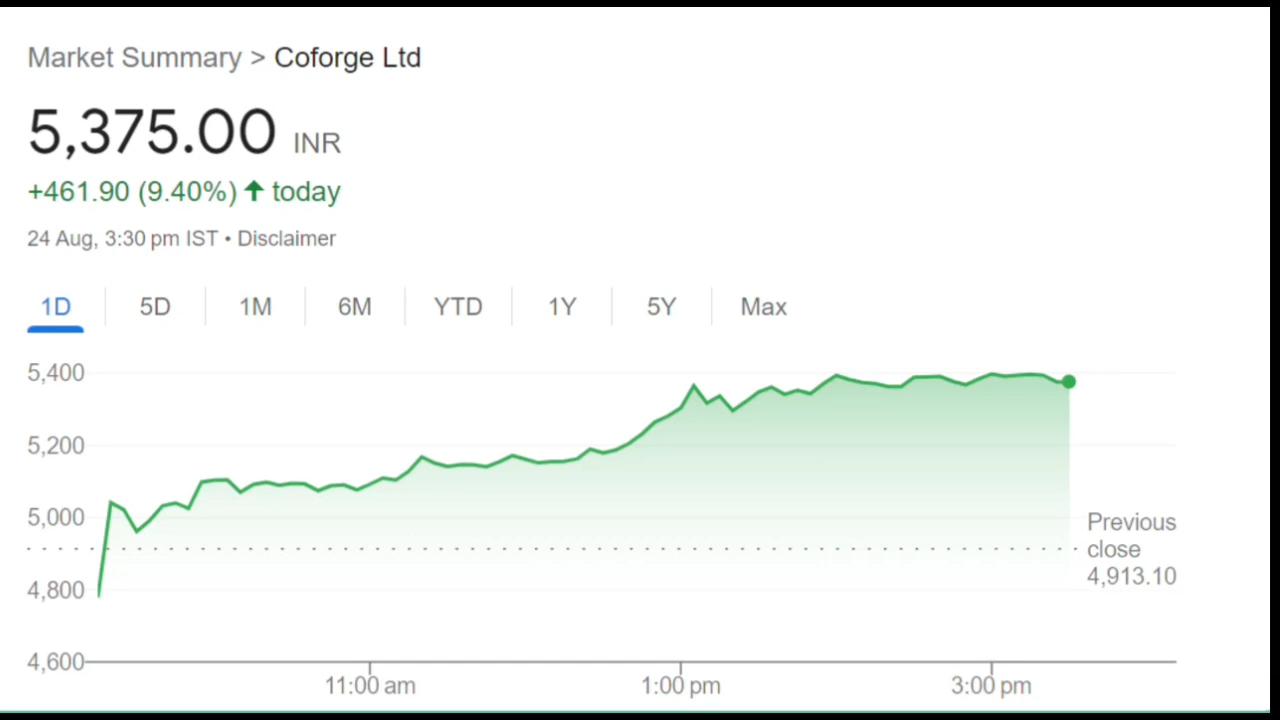 Market Summary > Coforge Ltd
5,375.00 INR
+461.90 (9.40%) ↑ today
24 Aug, 3:30 pm IST • Disclaimer
1D 5D 1M 6M YTD 1Y 5Y Max
5,400
5,200
5,000
4,800
4,600
Previous
close
4,913.10
11:00 am 1:00 pm 3:00 pm